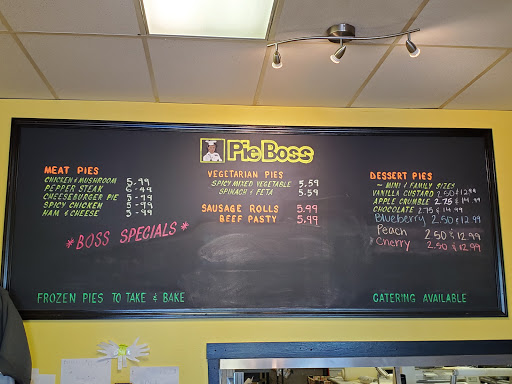 Pie Boss
MEAT PIES
CHICKEN & MUSHROOM 5.99
PEPPER STEAK 6.49
CHEESEBURGER PIE 5.79
SPICY CHICKEN 5.99
HAM & CHEESE 5.99
*BOSS SPECIALS*
FROZEN PIES TO TAKE & BAKE
VEGETARIAN PIES
SPICY MIXED VEGETABLE 5.59
SPINACH & FETA 5.59
SAUSAGE ROLLS 5.99
BEEF PASTY 5.99
DESSERT PIES
- MINI & FAMILY SIZES
VANILLA CUSTARD 2.50 & 12.99
APPLE CRUMBLE 2.75 & 14.99
CHOCOLATE 2.75 & 14.99
Blueberry 2.50 & 12.99
Peach 2.50 & 12.99
Cherry 2.50 & 12.99
CATERING AVAILABLE